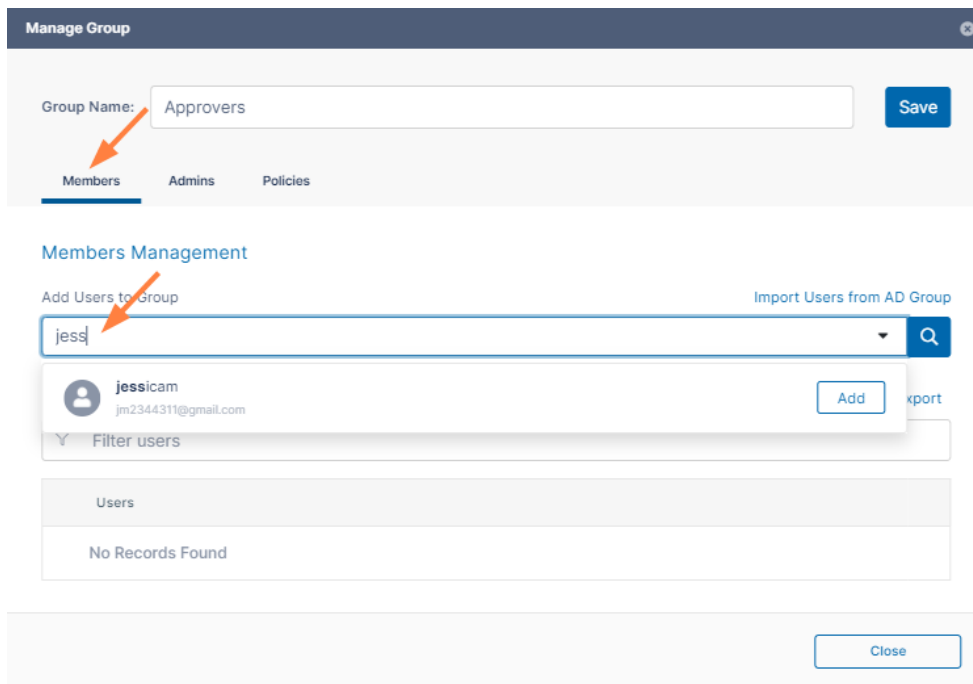 Manage Group
Group Name: Approvers Save
Members Admins Policies
Members Management
Add Users to Group Import Users from AD Group
jess
jessicam
jm2344311@gmail.com
Add
xport
Filter users
Users
No Records Found
Close